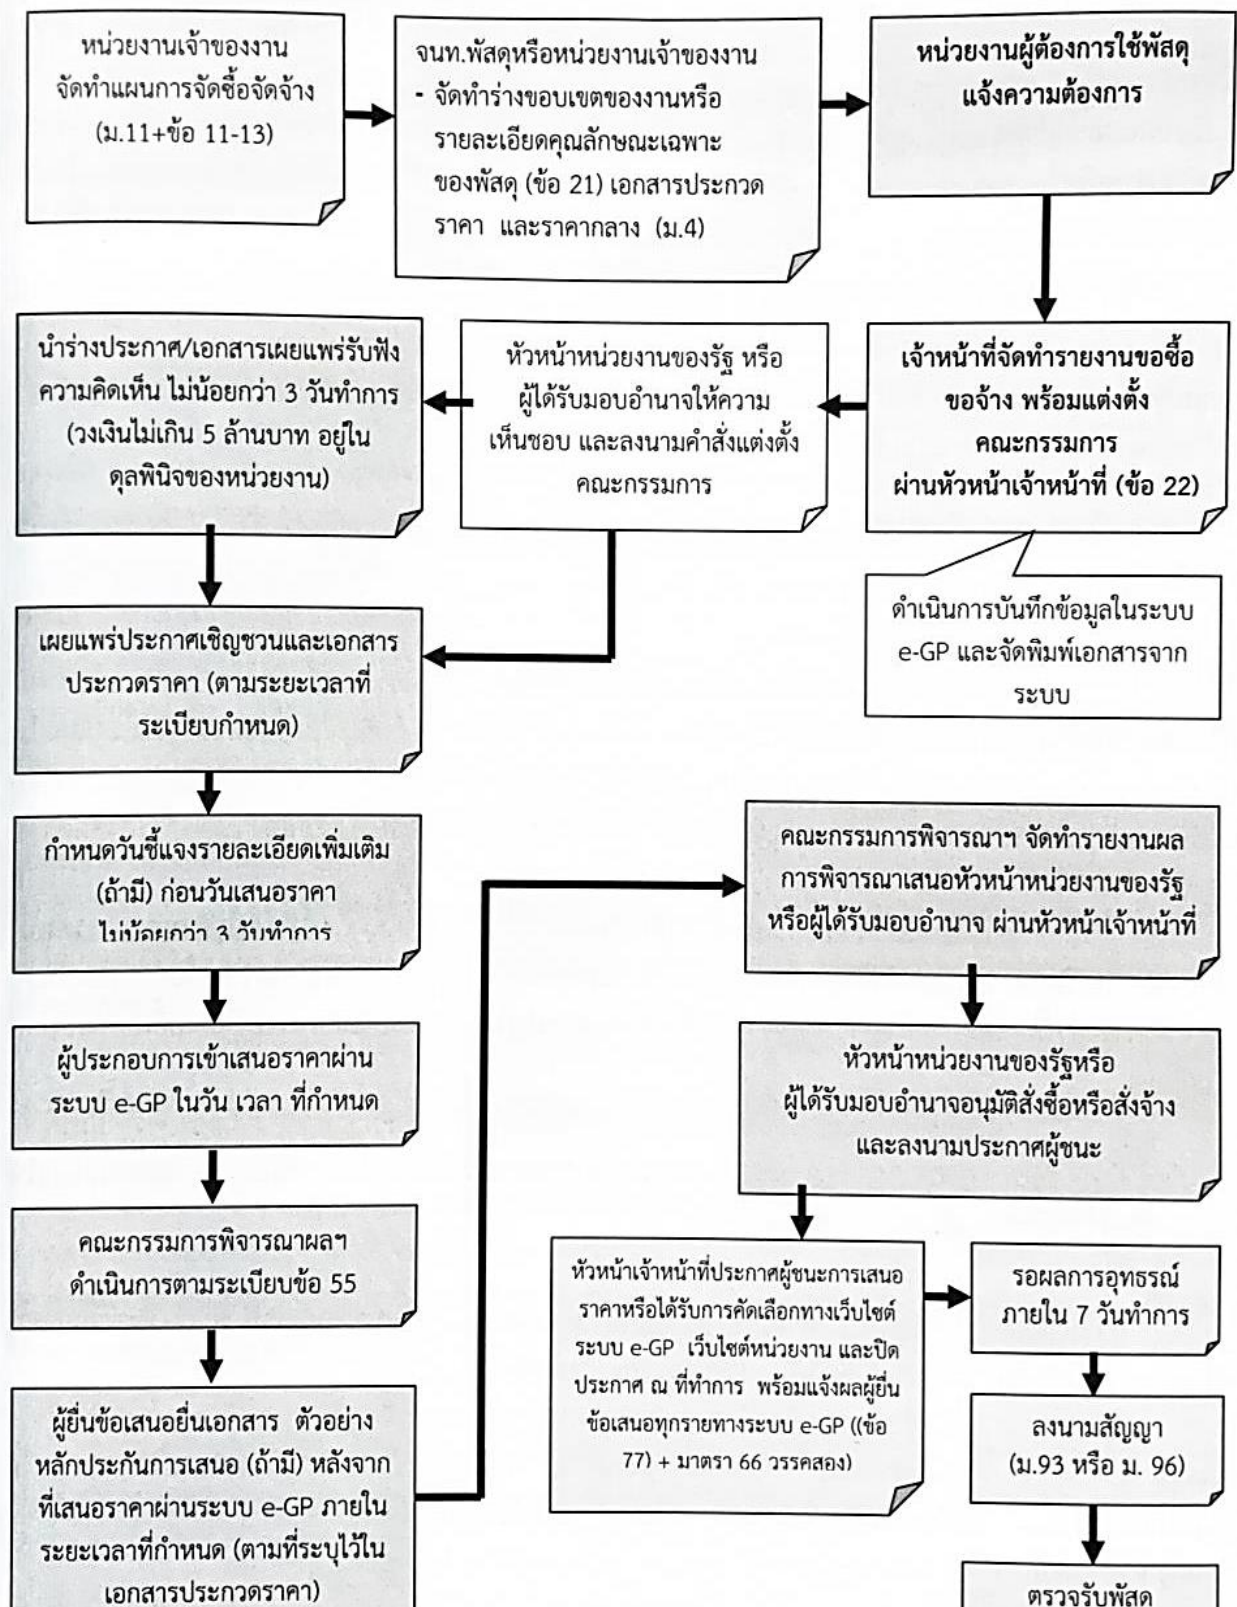 หน่วยงานเจ้าของงาน
จัดทำแผนการจัดซื้อจัดจ้าง
(ม.11+ข้อ 11-13)
จนท.พัสดุหรือหน่วยงานเจ้าของงาน
- จัดทำร่างขอบเขตของงานหรือ
รายละเอียดคุณลักษณะเฉพาะ
ของพัสดุ (ข้อ 21) เอกสารประกวด
ราคา และราคากลาง (ม.4)
หน่วยงานผู้ต้องการใช้พัสดุ
แจ้งความต้องการ
เจ้าหน้าที่จัดทำรายงานขอซื้อ
ขอจ้าง พร้อมแต่งตั้ง
คณะกรรมการ
ผ่านหัวหน้าเจ้าหน้าที่ (ข้อ 22)
ดำเนินการบันทึกข้อมูลในระบบ
e-GP และจัดพิมพ์เอกสารจาก
ระบบ
หัวหน้าหน่วยงานของรัฐ หรือ
ผู้ได้รับมอบอำนาจให้ความ
เห็นชอบ และลงนามคำสั่งแต่งตั้ง
คณะกรรมการ
นำร่างประกาศ/เอกสารเผยแพร่รับฟัง
ความคิดเห็น ไม่น้อยกว่า 3 วันทำการ
(วงเงินไม่เกิน 5 ล้านบาท อยู่ใน
ดุลพินิจของหน่วยงาน)
เผยแพร่ประกาศเชิญชวนและเอกสาร
ประกวดราคา (ตามระยะเวลาที่
ระเบียบกำหนด)
กำหนดวันชี้แจงรายละเอียดเพิ่มเติม
(ถ้ามี) ก่อนวันเสนอราคา
ไม่น้อยกว่า 3 วันทำการ
ผู้ประกอบการเข้าเสนอราคาผ่าน
ระบบ e-GP ในวัน เวลา ที่กำหนด
คณะกรรมการพิจารณาผลฯ
ดำเนินการตามระเบียบข้อ 55
ผู้ยื่นข้อเสนอยื่นเอกสาร ตัวอย่าง
หลักประกันการเสนอ (ถ้ามี) หลังจาก
ที่เสนอราคาผ่านระบบ e-GP ภายใน
ระยะเวลาที่กำหนด (ตามที่ระบุไว้ใน
เอกสารประกวดราคา)
คณะกรรมการพิจารณาฯ จัดทำรายงานผล
การพิจารณาเสนอหัวหน้าหน่วยงานของรัฐ
หรือผู้ได้รับมอบอำนาจ ผ่านหัวหน้าเจ้าหน้าที่
หัวหน้าหน่วยงานของรัฐหรือ
ผู้ได้รับมอบอำนาจอนุมัติสั่งซื้อหรือสั่งจ้าง
และลงนามประกาศผู้ชนะ
หัวหน้าเจ้าหน้าที่ประกาศผู้ชนะการเสนอ
ราคาหรือได้รับการคัดเลือกทางเว็บไซต์
ระบบ e-GP เว็บไซต์หน่วยงาน และปิด
ประกาศ ณ ที่ทำการ พร้อมแจ้งผลผู้ยื่น
ข้อเสนอทุกรายทางระบบ e-GP ((ข้อ
77) + มาตรา 66 วรรคสอง)
รอผลการอุทธรณ์
ภายใน 7 วันทำการ
ลงนามสัญญา
(ม.93 หรือ ม. 96)
ตรวจรับพัสดุ